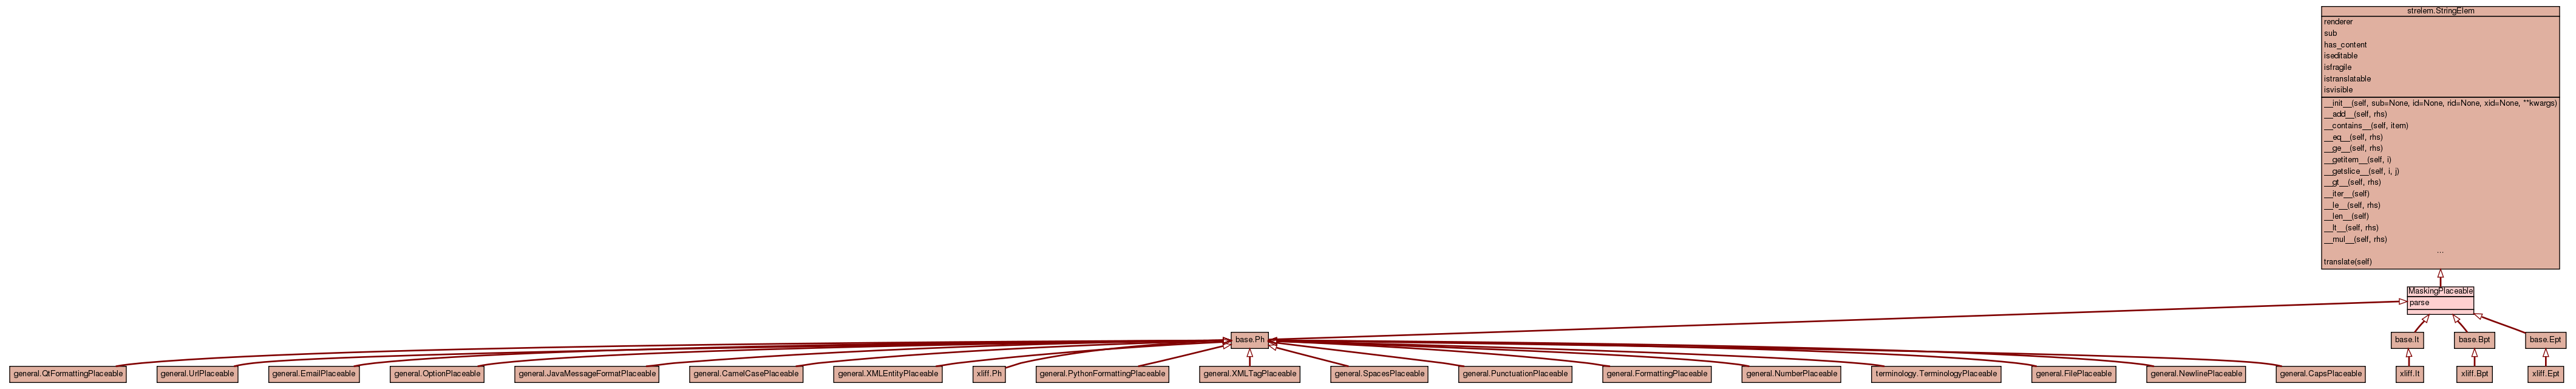 strelem.StringElem
renderer
sub
has_content
iseditable
isfragile
istranslatable
isvisible
__init__(self, sub=None, id=None, rid=None, xid=None, **kwargs)
__add__(self, rhs)
__contains__(self, item)
__eq__(self, rhs)
__ge__(self, rhs)
__getitem__(self, i)
__getslice__(self, i, j)
__gt__(self, rhs)
__iter__(self)
__le__(self, rhs)
__len__(self)
__lt__(self, rhs)
__mul__(self, rhs)
...
translate(self)
MaskingPlaceable
parse
base.Ph
base.It
base.Bpt
base.Ept
general.QtFormattingPlaceable
general.UrlPlaceable
general.EmailPlaceable
general.OptionPlaceable
general.JavaMessageFormatPlaceable
general.CamelCasePlaceable
general.XMLEntityPlaceable
xliff.Ph
general.PythonFormattingPlaceable
general.XMLTagPlaceable
general.SpacesPlaceable
general.PunctuationPlaceable
general.FormattingPlaceable
general.NumberPlaceable
terminology.TerminologyPlaceable
general.FilePlaceable
general.NewlinePlaceable
general.CapsPlaceable
xliff.It
xliff.Bpt
xliff.Ept